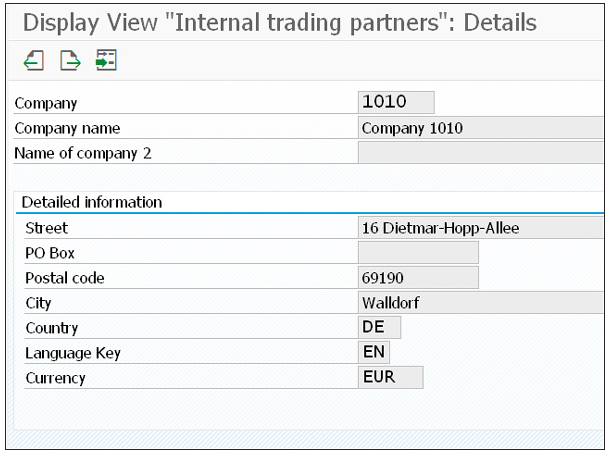 Display View "Internal trading partners": Details
Company 1010
Company name Company 1010
Name of company 2
Detailed information
Street 16 Dietmar-Hopp-Allee
PO Box
Postal code 69190
City Walldorf
Country DE
Language Key EN
Currency EUR